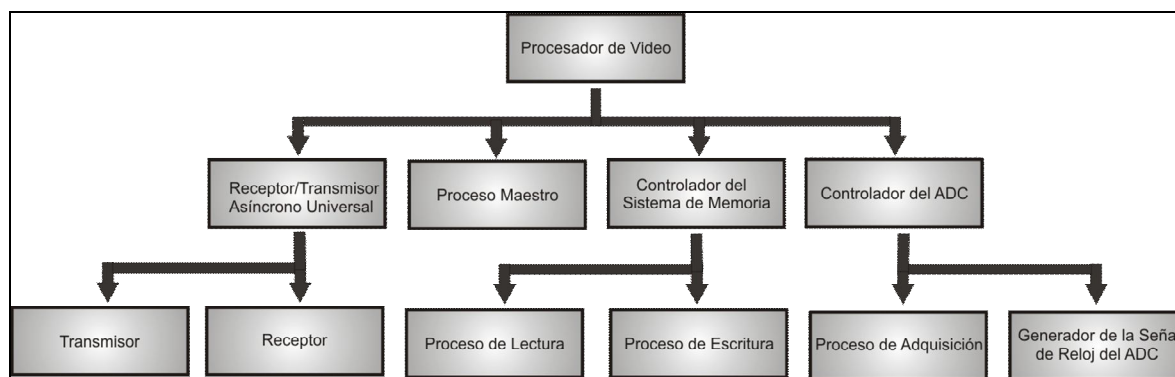 Procesador de Video
Receptor/Transmisor
Asíncrono Universal
Proceso Maestro
Controlador del
Sistema de Memoria
Controlador del ADC
Transmisor
Receptor
Proceso de Lectura
Proceso de Escritura
Proceso de Adquisición
Generador de la Seña
de Reloj del ADC